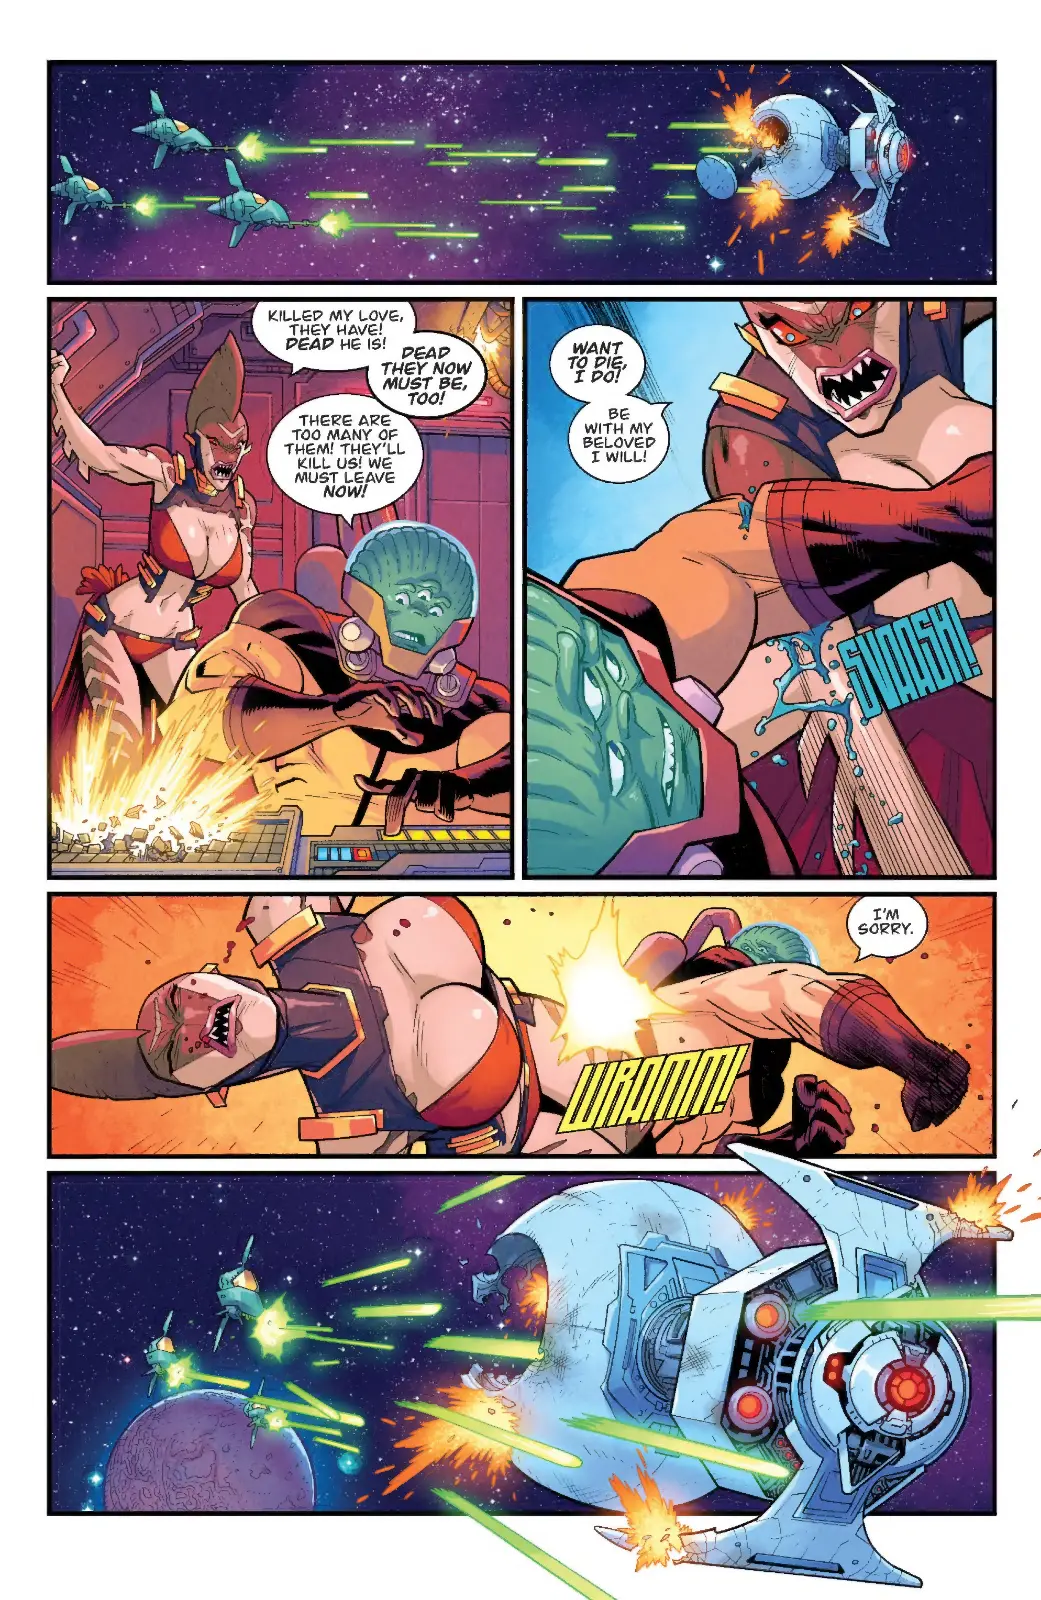 KILLED MY LOVE,
THEY HAVE!
DEAD HE IS!
DEAD
THEY NOW
MUST BE,
TOO!
THERE ARE
TOO MANY OF
THEM! THEY'LL
KILL US! WE
MUST LEAVE
NOW!
WANT
TO DIE,
I DO!
BE
WITH MY
BELOVED
I WILL!
SVAASH!
I'M
SORRY.
WRAMM!